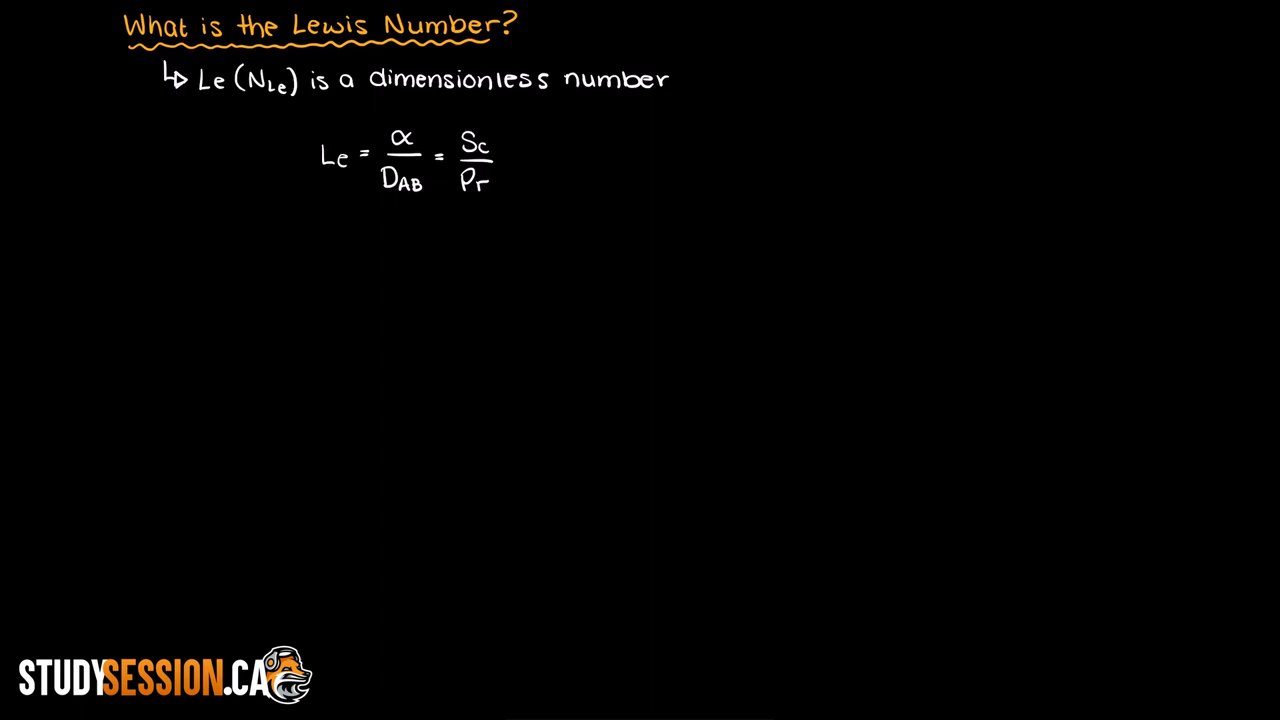 What is the Lewis Number?
↳ Le (N_Le) is a dimensionless number
Le = α/D_AB = Sc/Pr
STUDYSESSION.CA